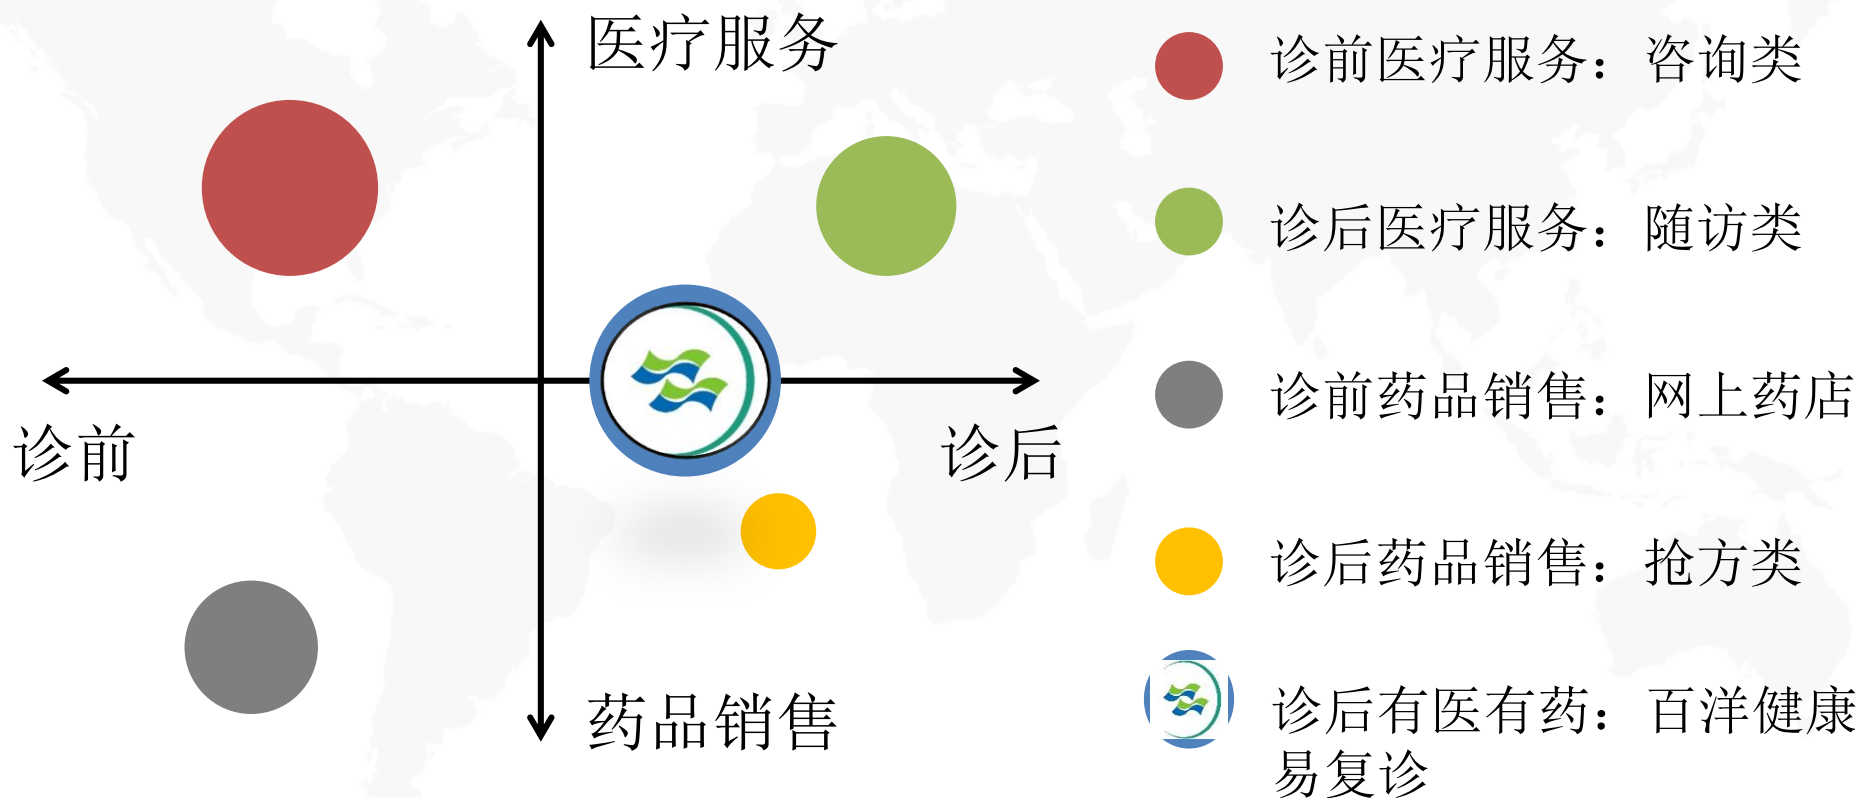 医疗服务
诊前
诊后
药品销售
诊前医疗服务：咨询类
诊后医疗服务：随访类
诊前药品销售：网上药店
诊后药品销售：抢方类
诊后有医有药：百洋健康
易复诊